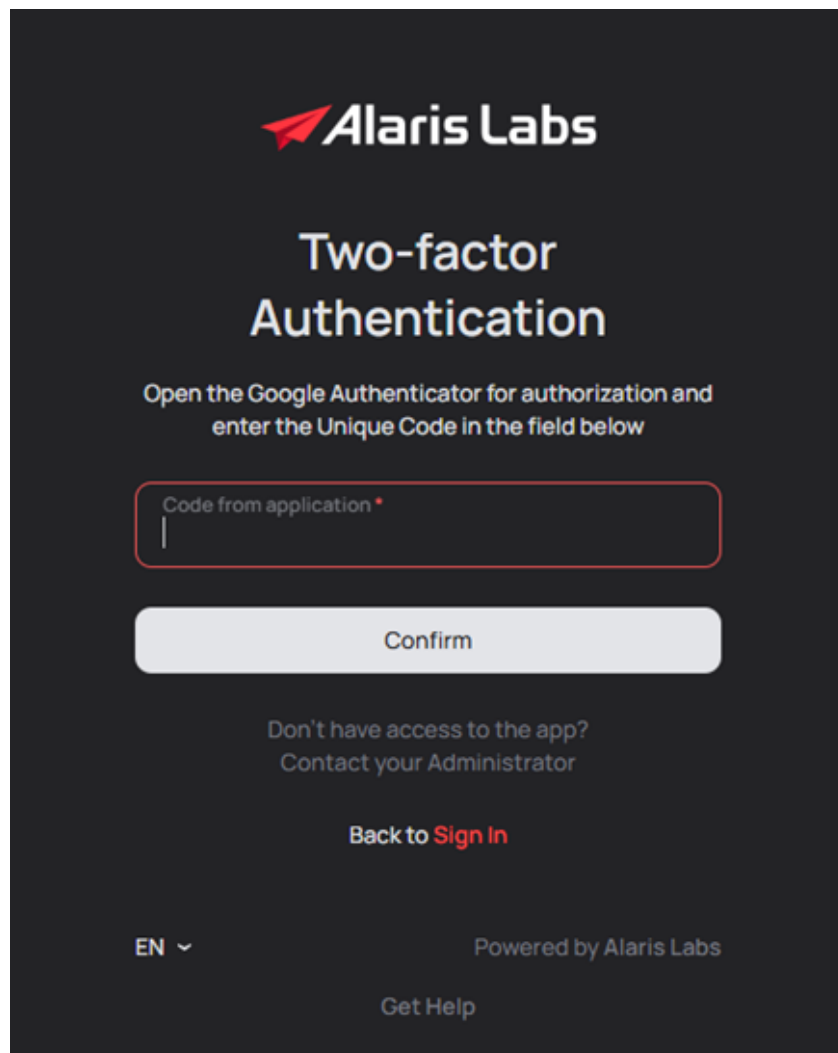 Alaris Labs
Two-factor
Authentication
Open the Google Authenticator for authorization and
enter the Unique Code in the field below
Code from application *
Confirm
Don't have access to the app?
Contact your Administrator
Back to Sign In
EN
Powered by Alaris Labs
Get Help